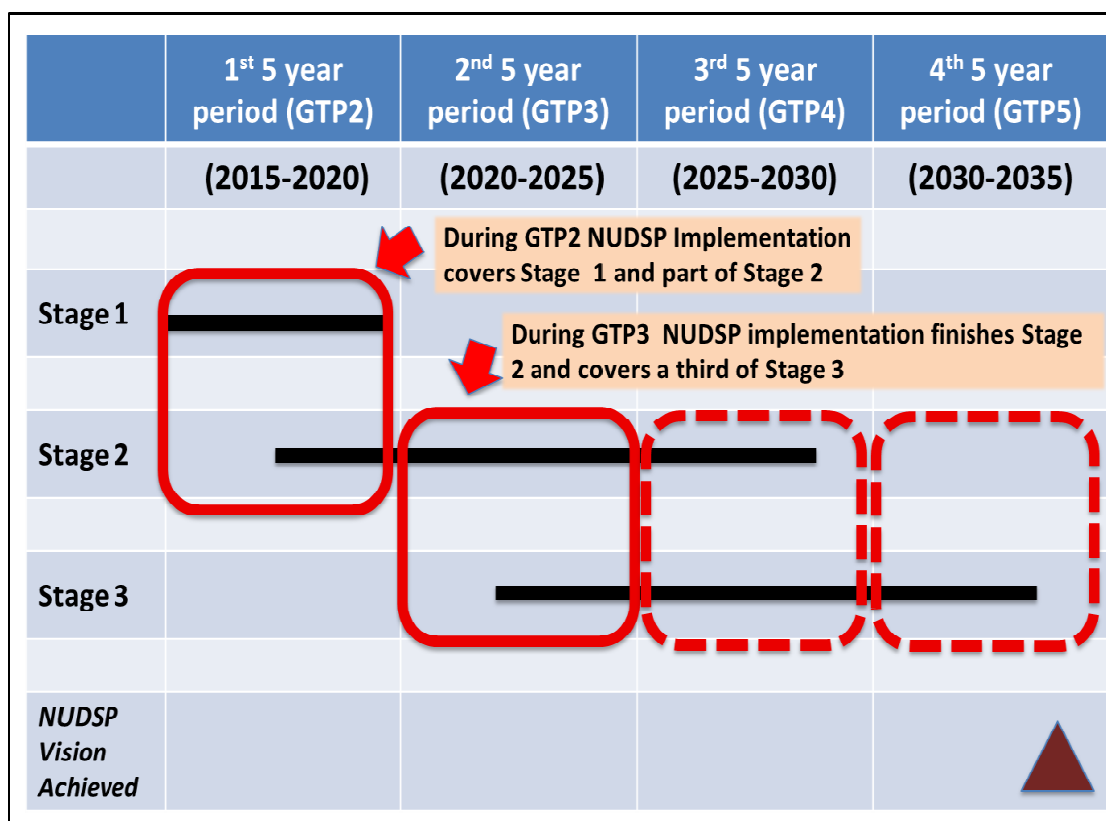 1st 5 year
period (GTP2)
2nd 5 year
period (GTP3)
3rd 5 year
period (GTP4)
4th 5 year
period (GTP5)
(2015-2020)
(2020-2025)
(2025-2030)
(2030-2035)
During GTP2 NUDSP Implementation
covers Stage 1 and part of Stage 2
Stage 1
During GTP3 NUDSP implementation finishes Stage
2 and covers a third of Stage 3
Stage 2
Stage 3
NUDSP
Vision
Achieved